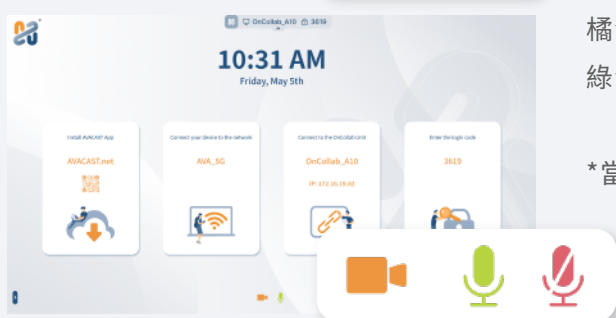 OnCollab_A10 3619
10:31 AM
Friday, May 5th
Install AVACAST App
AVACAST.net
Connect your device to the network
AVA_5G
Connect to the OnCollab Unit
OnCollab_A10
IP: 172.16.19.62
Enter the login code
3619
橘
綠
*當